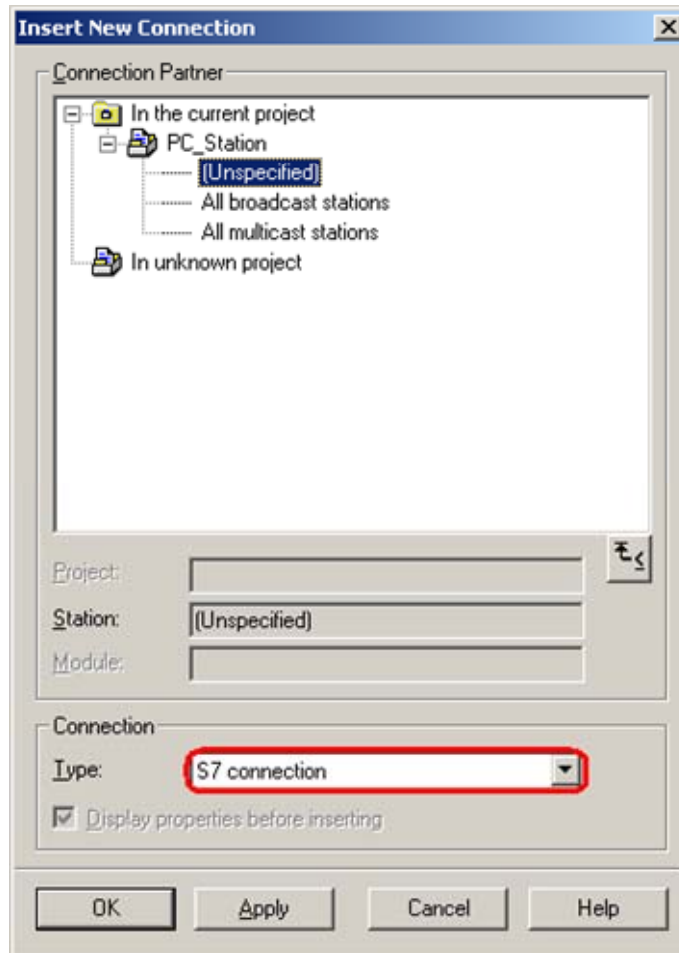 Insert New Connection
Connection Partner
In the current project
PC_Station
(Unspecified)
All broadcast stations
All multicast stations
In unknown project
Project:
Station: (Unspecified)
Module:
Connection
Type: S7 connection
Display properties before inserting
OK Apply Cancel Help